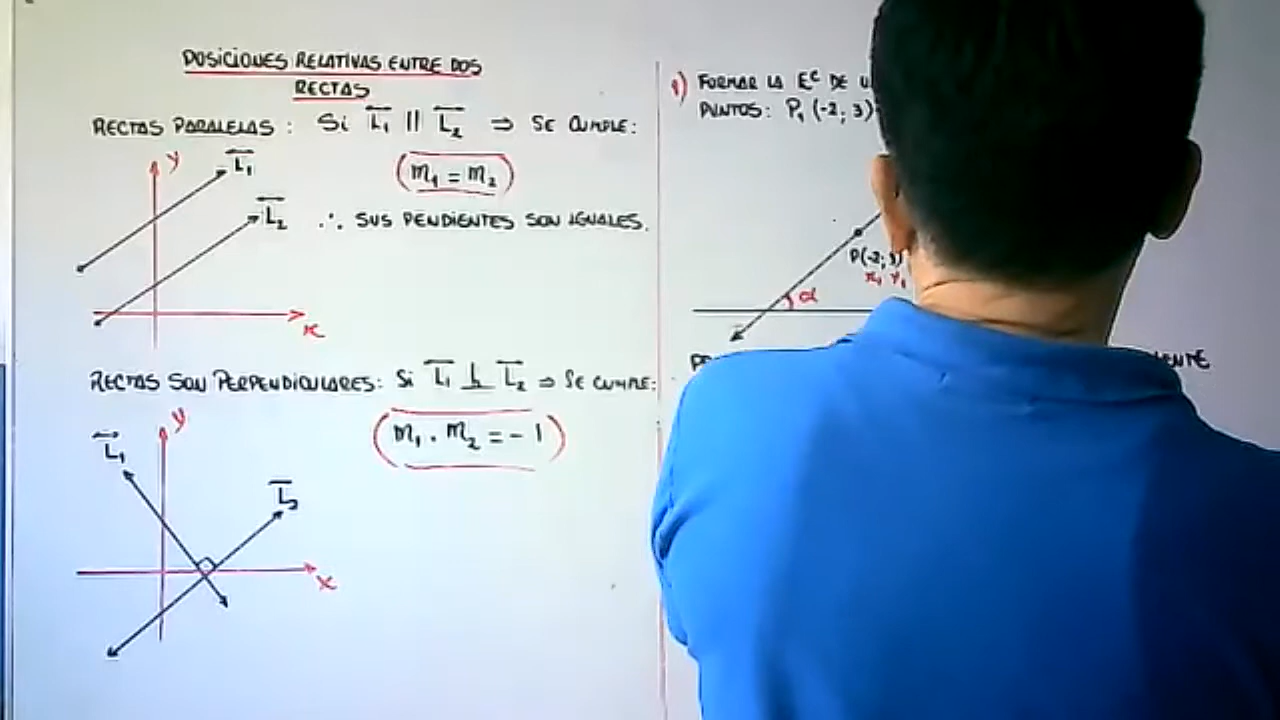 POSICIONES RELATIVAS ENTRE DOS
RECTAS
RECTAS PARALELAS: Si L₁ || L₂ ⇒ SE CUMPLE:
m₁ = m₂
∴ SUS PENDIENTES SON IGUALES.
y
L₁
L₂
x
RECTAS SON PERPENDICULARES: Si L₁ ⊥ L₂ ⇒ SE CUMPLE:
m₁ . m₂ = - 1
y
L₁
L₂
x
1) FORMAR LA EC DE
PUNTOS: P₁ (-2; 3)
P(-2; 3)
x₁ y₁
α